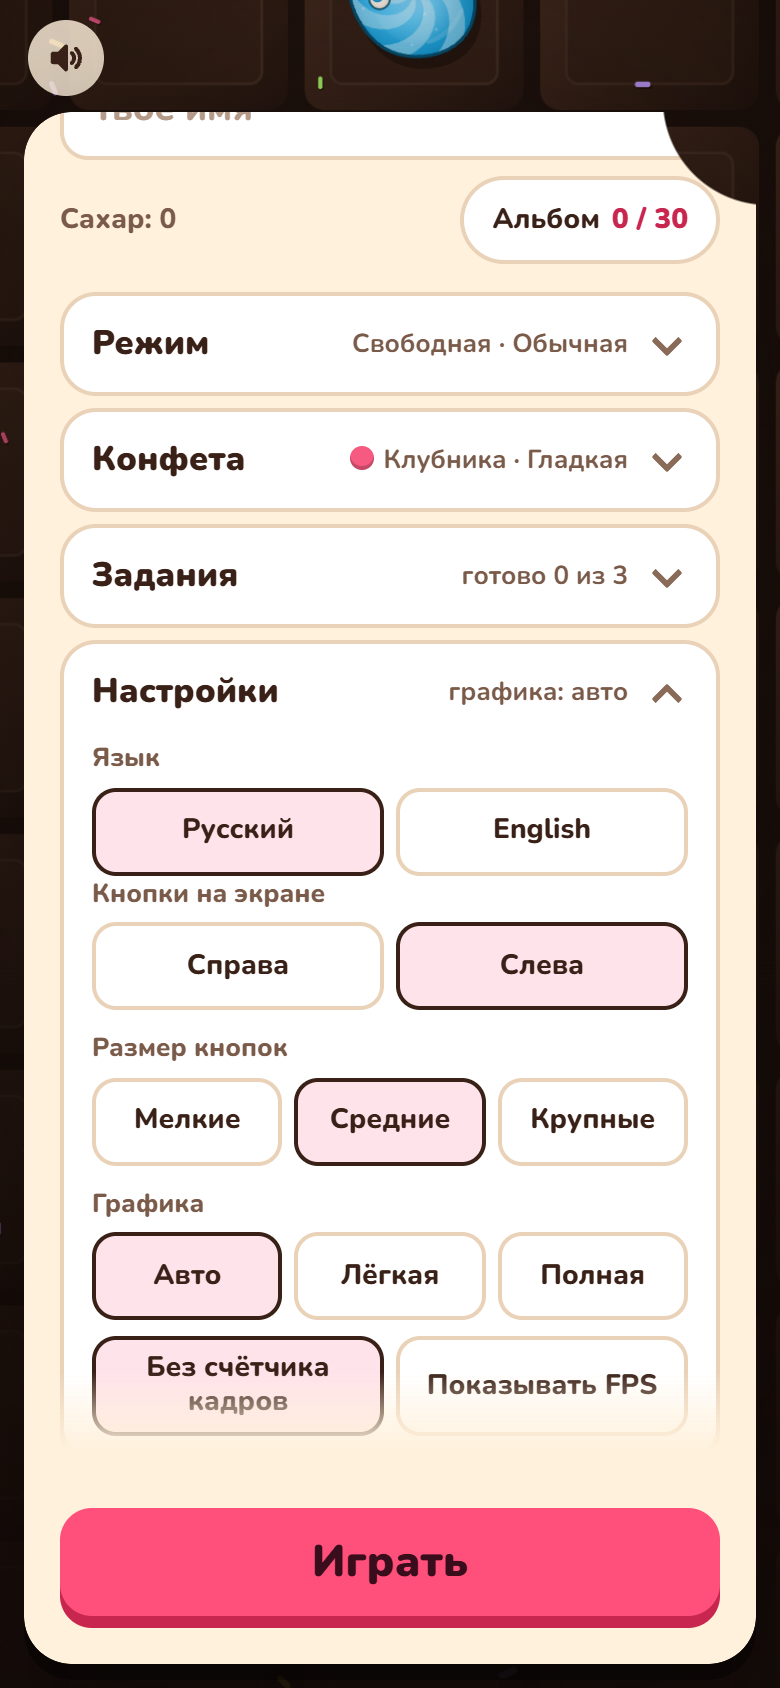 Твое имя
Сахар: 0
Альбом 0 / 30
Режим
Свободная · Обычная
Конфета
Клубника · Гладкая
Задания
готово 0 из 3
Настройки
графика: авто
Язык
Русский
English
Кнопки на экране
Справа
Слева
Размер кнопок
Мелкие
Средние
Крупные
Графика
Авто
Лёгкая
Полная
Без счётчика
кадров
Показывать FPS
Играть